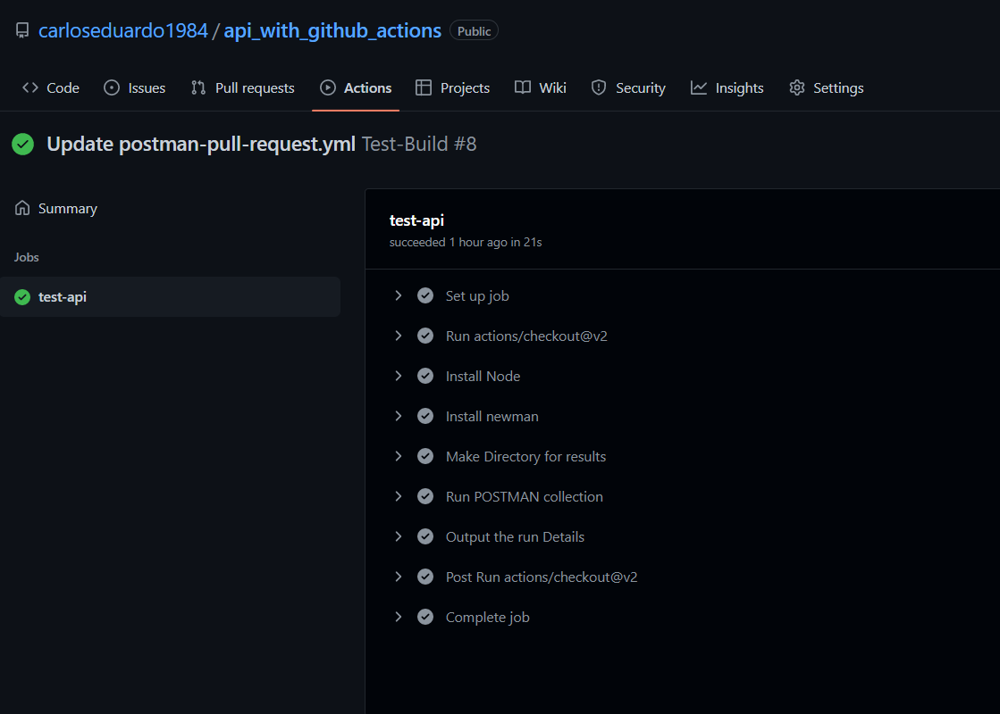 carloseduardo1984 / api_with_github_actions Public
Code Issues Pull requests Actions Projects Wiki Security Insights Settings
Update postman-pull-request.yml Test-Build #8
Summary
Jobs
test-api
test-api
succeeded 1 hour ago in 21s
Set up job
Run actions/checkout@v2
Install Node
Install newman
Make Directory for results
Run POSTMAN collection
Output the run Details
Post Run actions/checkout@v2
Complete job